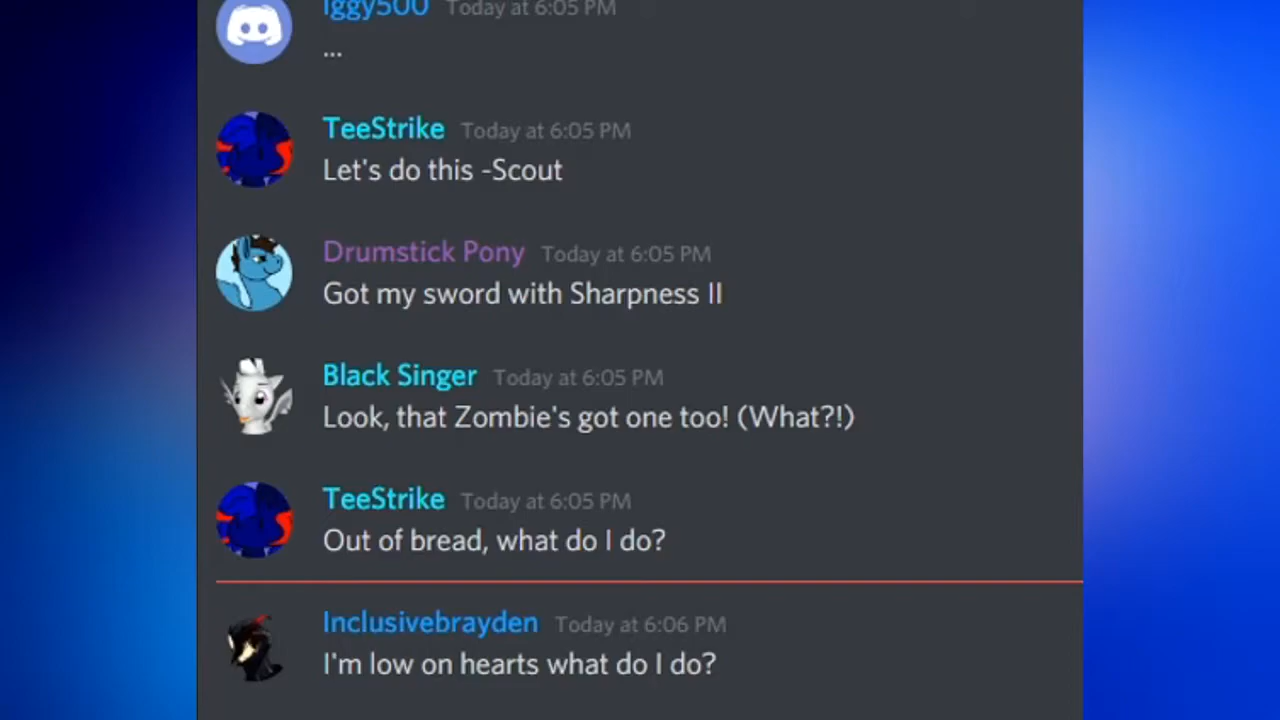 Iggy500 Today at 6:05 PM
...
TeeStrike Today at 6:05 PM
Let's do this -Scout
Drumstick Pony Today at 6:05 PM
Got my sword with Sharpness II
Black Singer Today at 6:05 PM
Look, that Zombie's got one too! (What?!)
TeeStrike Today at 6:05 PM
Out of bread, what do I do?
Inclusivebrayden Today at 6:06 PM
I'm low on hearts what do I do?